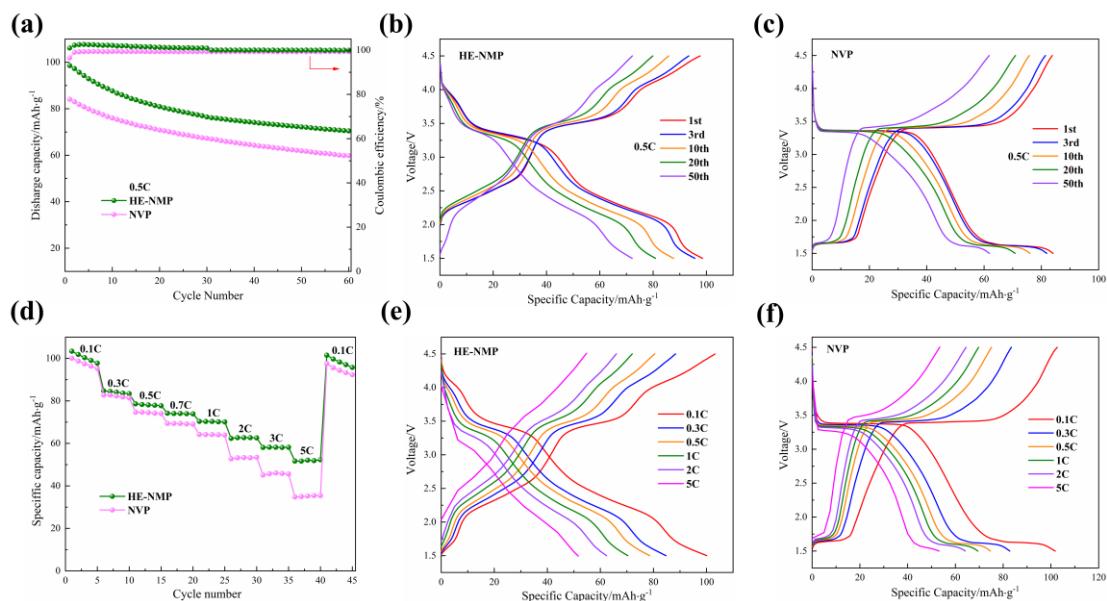 (a)
Disharge capacity/mAh·g⁻¹
110
100
90
80
70
60
50
40
30
20
10
0.5C
HE-NMP
NVP
0 10 20 30 40 50 60
Cycle Number
100
80
60
40
20
0
Coulombic efficiency/%
(b)
HE-NMP
Voltage/V
4.5
4.0
3.5
3.0
2.5
2.0
1.5
1st
3rd
0.5C 10th
20th
50th
0 20 40 60 80 100
Specific Capacity/mAh·g⁻¹
(c)
NVP
Voltage/V
4.5
4.0
3.5
3.0
2.5
2.0
1.5
1st
3rd
0.5C 10th
20th
50th
0 20 40 60 80 100
Specific Capacity/mAh·g⁻¹
(d)
Speciffic capacity/mAh·g⁻¹
100
80
60
40
20
0
0.1C
0.3C
0.5C
0.7C
1C
2C
3C
5C
0.1C
HE-NMP
NVP
0 5 10 15 20 25 30 35 40 45
Cycle number
(e)
HE-NMP
Voltage/V
4.5
4.0
3.5
3.0
2.5
2.0
1.5
0.1C
0.3C
0.5C
1C
2C
5C
0 20 40 60 80 100
Specific Capacity/mAh·g⁻¹
(f)
NVP
Voltage/V
4.5
4.0
3.5
3.0
2.5
2.0
1.5
0.1C
0.3C
0.5C
1C
2C
5C
0 20 40 60 80 100 120
Specific Capacity/mAh·g⁻¹